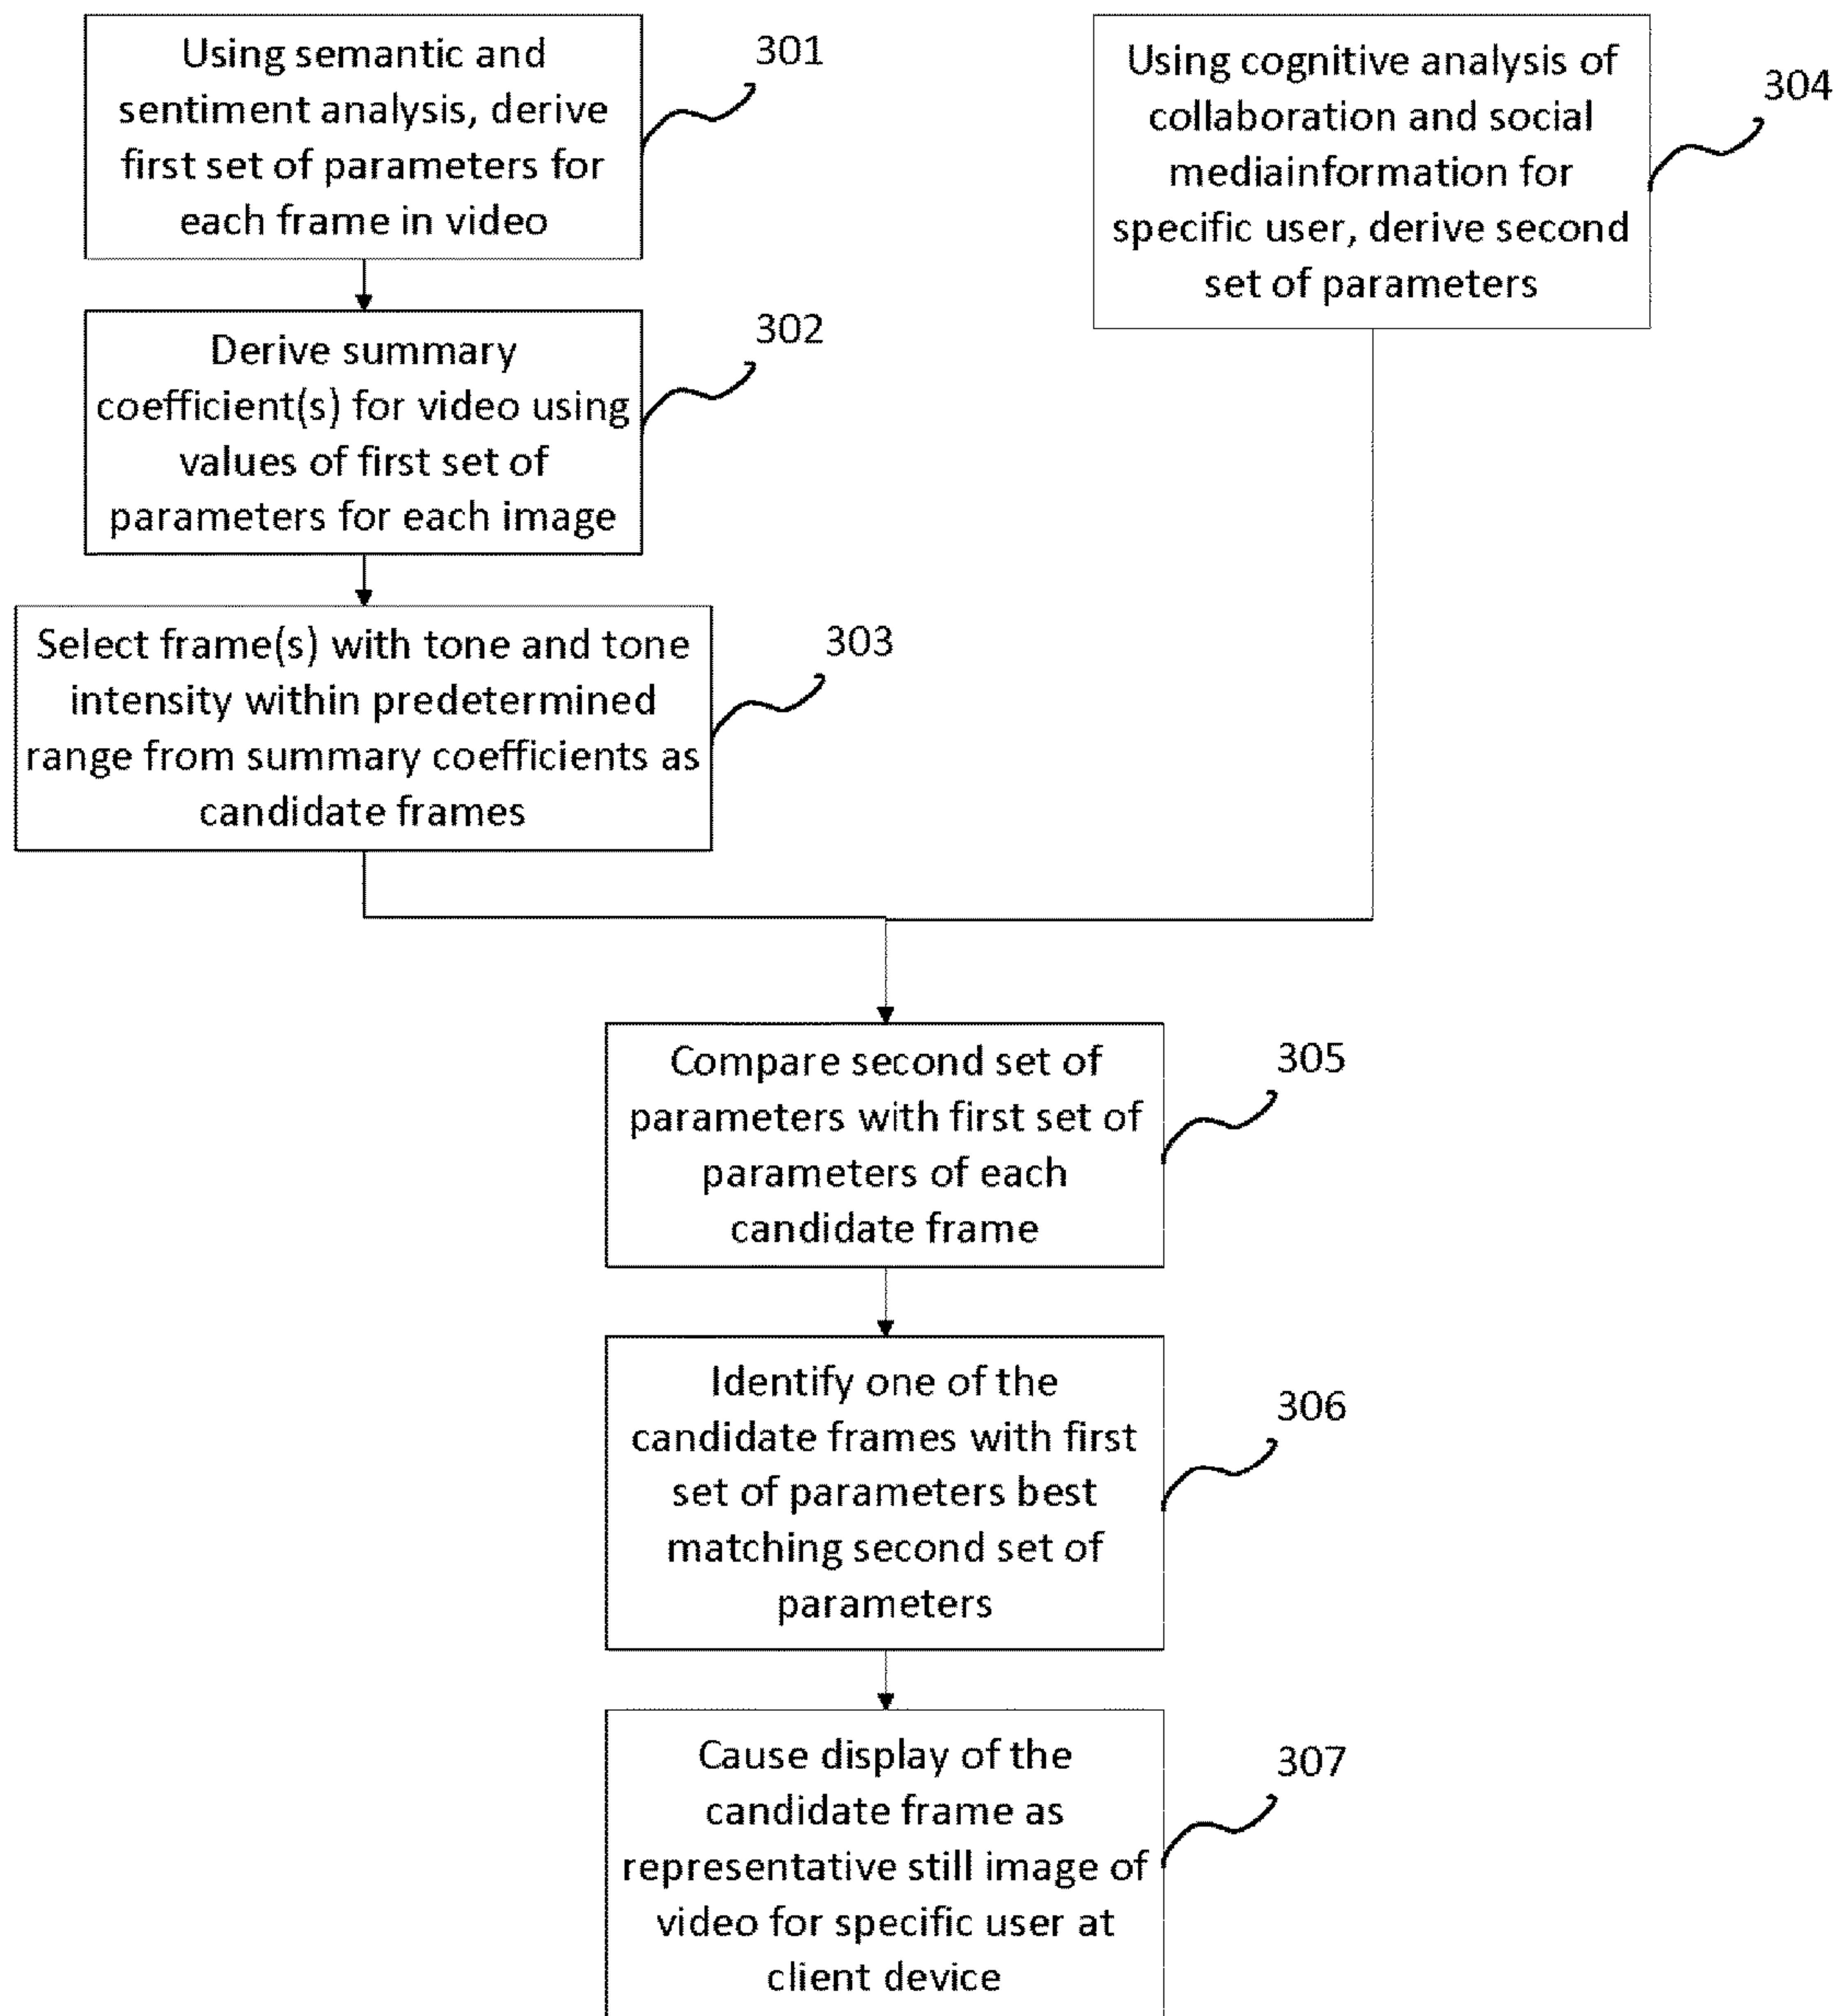 Using semantic and
sentiment analysis, derive
first set of parameters for
each frame in video
301
Derive summary
coefficient(s) for video using
values of first set of
parameters for each image
302
Select frame(s) with tone and tone
intensity within predetermined
range from summary coefficients as
candidate frames
303
Using cognitive analysis of
collaboration and social
mediainformation for
specific user, derive second
set of parameters
304
Compare second set of
parameters with first set of
parameters of each
candidate frame
305
Identify one of the
candidate frames with first
set of parameters best
matching second set of
parameters
306
Cause display of the
candidate frame as
representative still image of
video for specific user at
client device
307